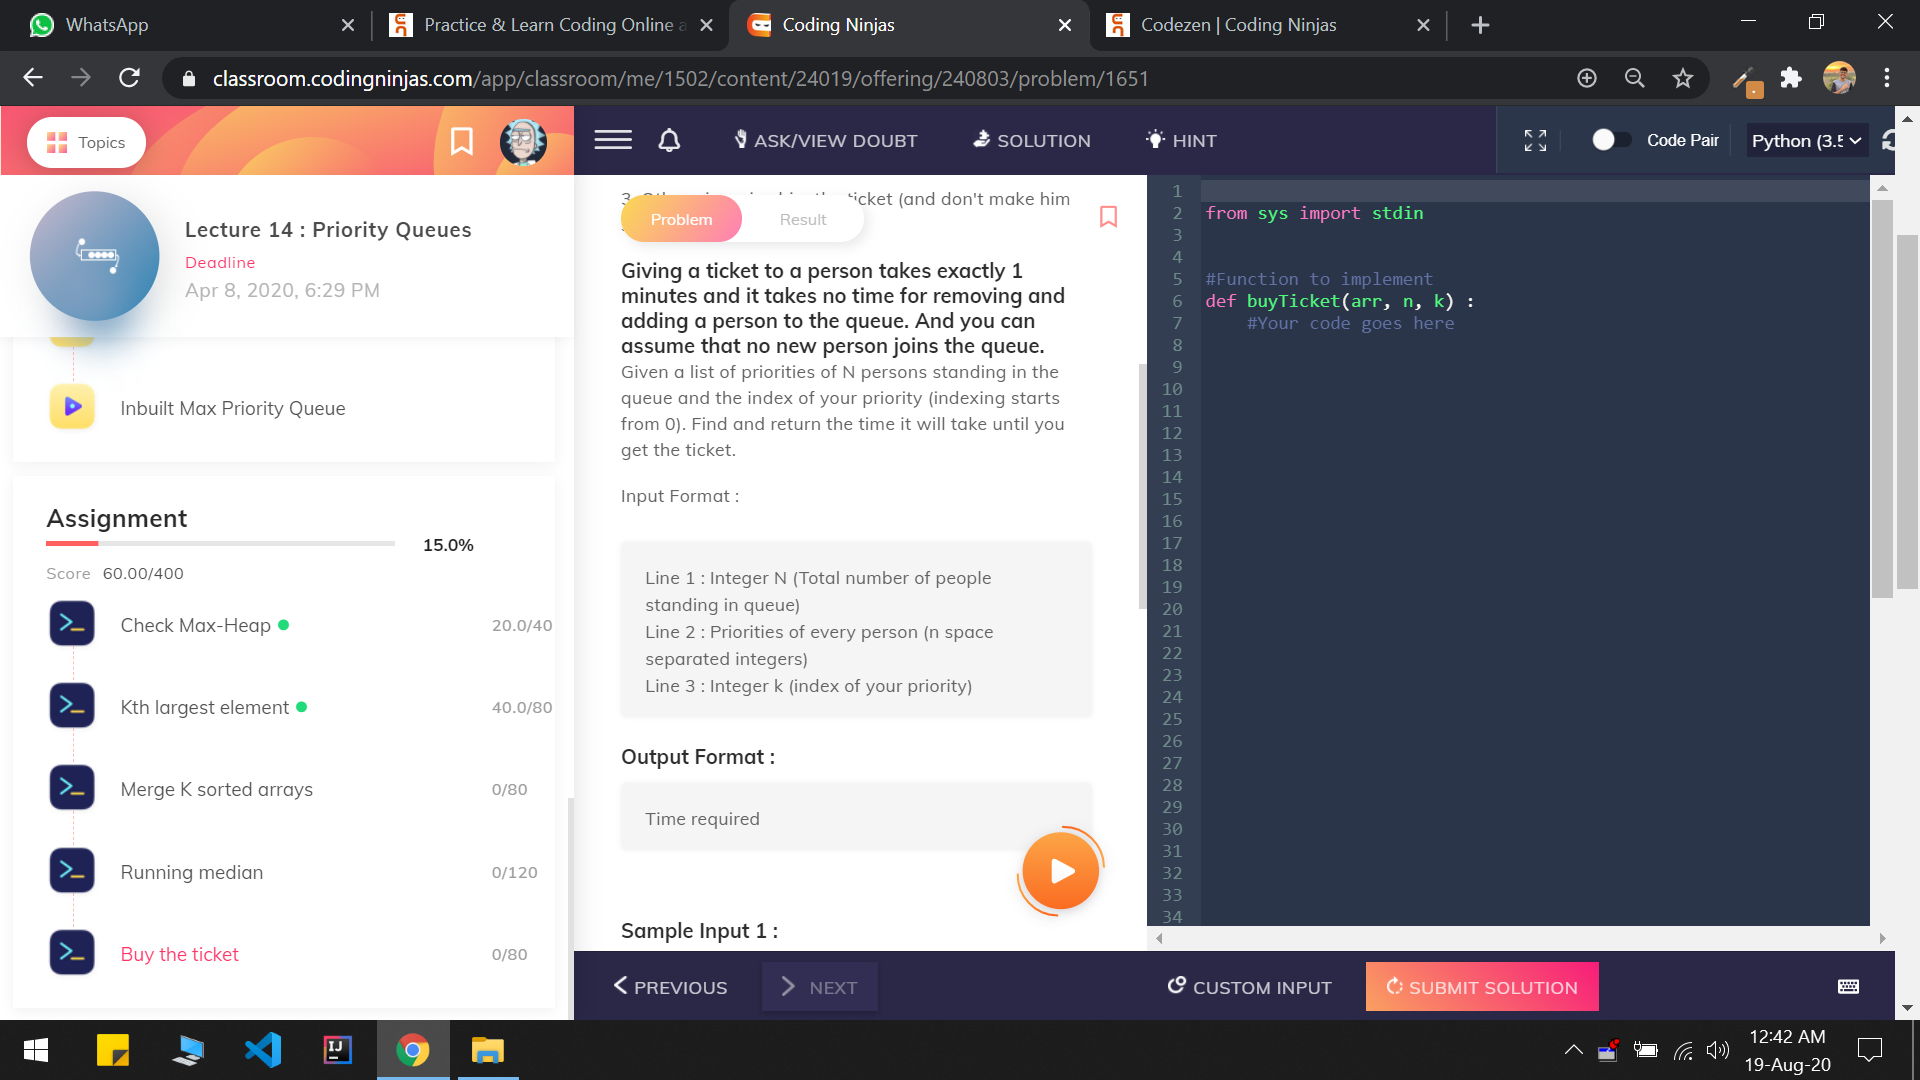 WhatsApp
Practice & Learn Coding Online a
Coding Ninjas
Codezen | Coding Ninjas
classroom.codingninjas.com/app/classroom/me/1502/content/24019/offering/240803/problem/1651
Topics
ASK/VIEW DOUBT
SOLUTION
HINT
Code Pair
Python (3.5
Lecture 14 : Priority Queues
Deadline
Apr 8, 2020, 6:29 PM
Inbuilt Max Priority Queue
Assignment
15.0%
Score 60.00/400
Check Max-Heap
20.0/40
Kth largest element
40.0/80
Merge K sorted arrays
0/80
Running median
0/120
Buy the ticket
0/80
ticket (and don't make him
Problem
Result
Giving a ticket to a person takes exactly 1
minutes and it takes no time for removing and
adding a person to the queue. And you can
assume that no new person joins the queue.
Given a list of priorities of N persons standing in the
queue and the index of your priority (indexing starts
from 0). Find and return the time it will take until you
get the ticket.
Input Format :
Line 1 : Integer N (Total number of people
standing in queue)
Line 2 : Priorities of every person (n space
separated integers)
Line 3 : Integer k (index of your priority)
Output Format :
Time required
Sample Input 1 :
1
2 from sys import stdin
3
4
5 #Function to implement
6 def buyTicket(arr, n, k) :
7 #Your code goes here
8
9
10
11
12
13
14
15
16
17
18
19
20
21
22
23
24
25
26
27
28
29
30
31
32
33
34
PREVIOUS
NEXT
CUSTOM INPUT
SUBMIT SOLUTION
IJ
12:42 AM
19-Aug-20